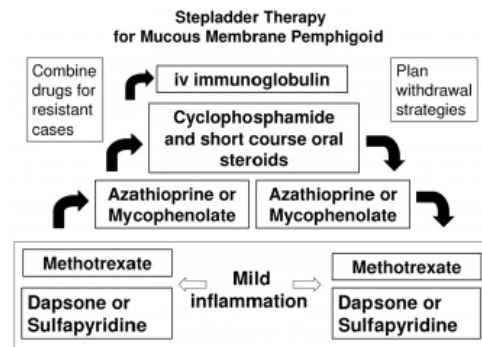 Stepladder Therapy
for Mucous Membrane Pemphigoid
Combine
drugs for
resistant
cases
iv immunoglobulin
Plan
withdrawal
strategies
Cyclophosphamide
and short course oral
steroids
Azathioprine or
Mycophenolate
Azathioprine or
Mycophenolate
Methotrexate
Dapsone or
Sulfapyridine
Mild
inflammation
Methotrexate
Dapsone or
Sulfapyridine